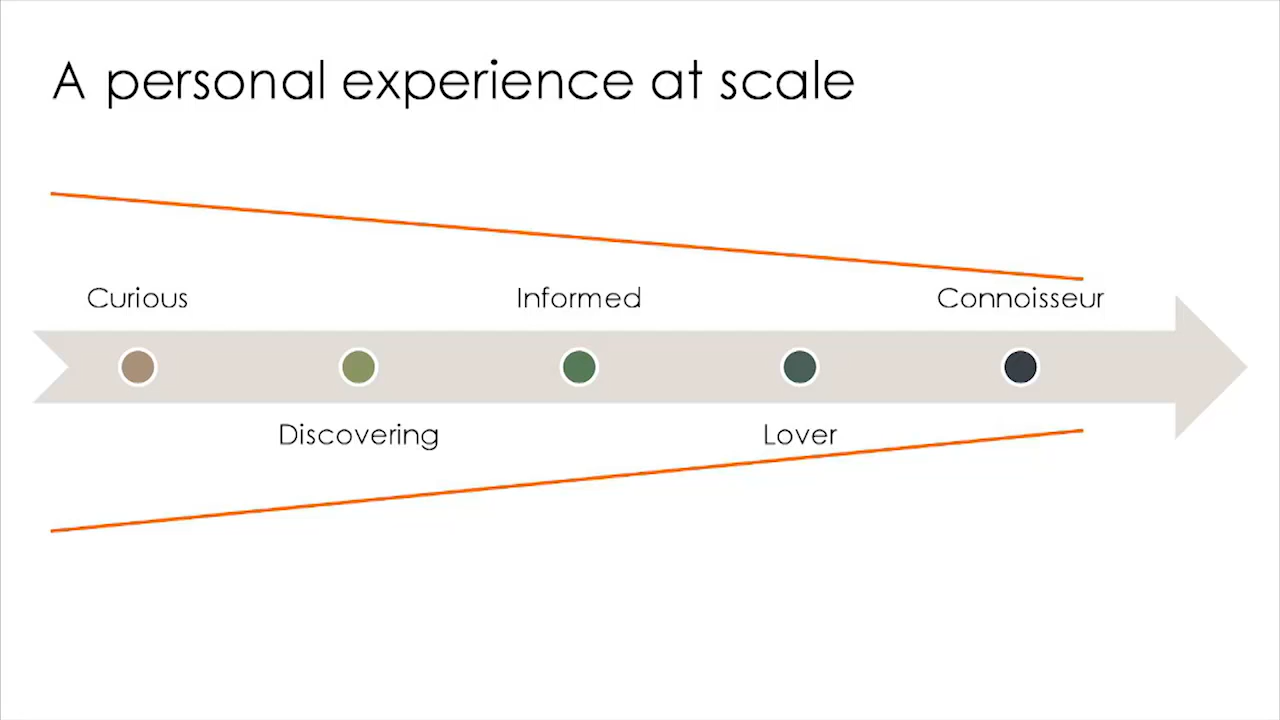 A personal experience at scale
Curious
Informed
Connoisseur
Discovering
Lover